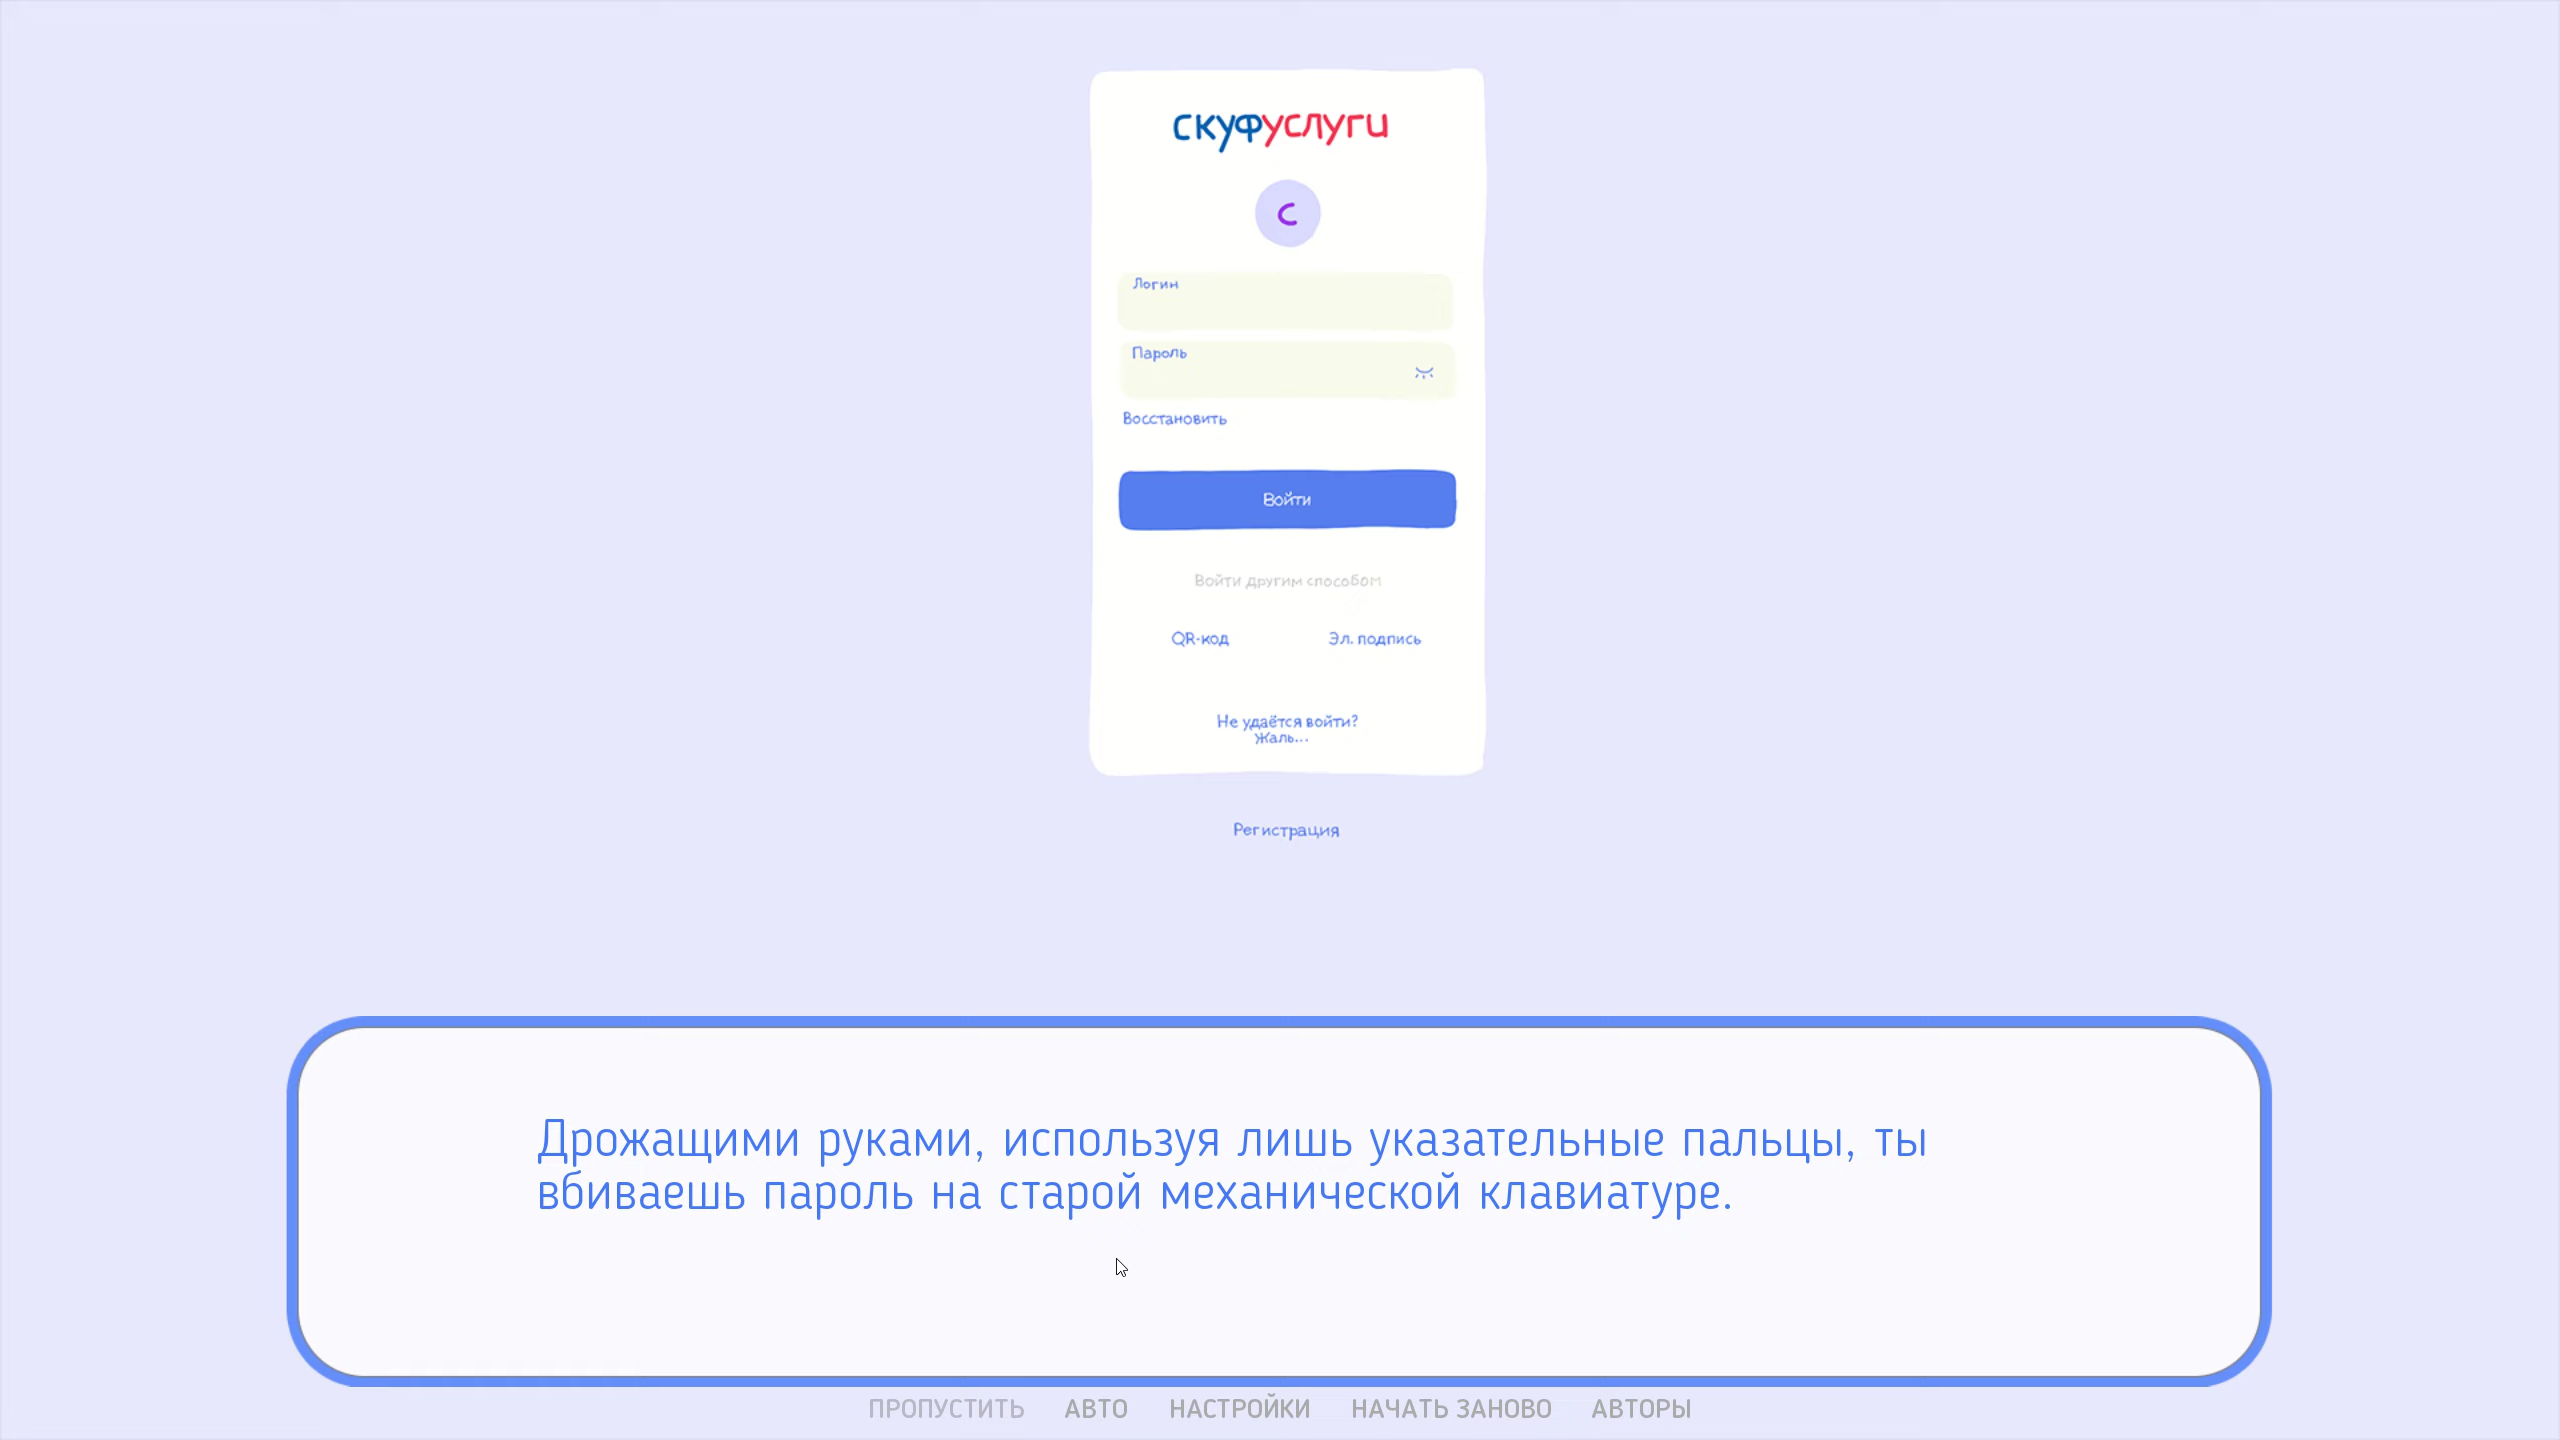 скуфуслуги
С
Логин
Пароль
Восстановить
Войти
Войти другим способом
QR-код Эл. подпись
Не удаётся войти?
Жаль...
Регистрация
Дрожащими руками, используя лишь указательные пальцы, ты
вбиваешь пароль на старой механической клавиатуре.
ПРОПУСТИТЬ АВТО НАСТРОЙКИ НАЧАТЬ ЗАНОВО АВТОРЫ